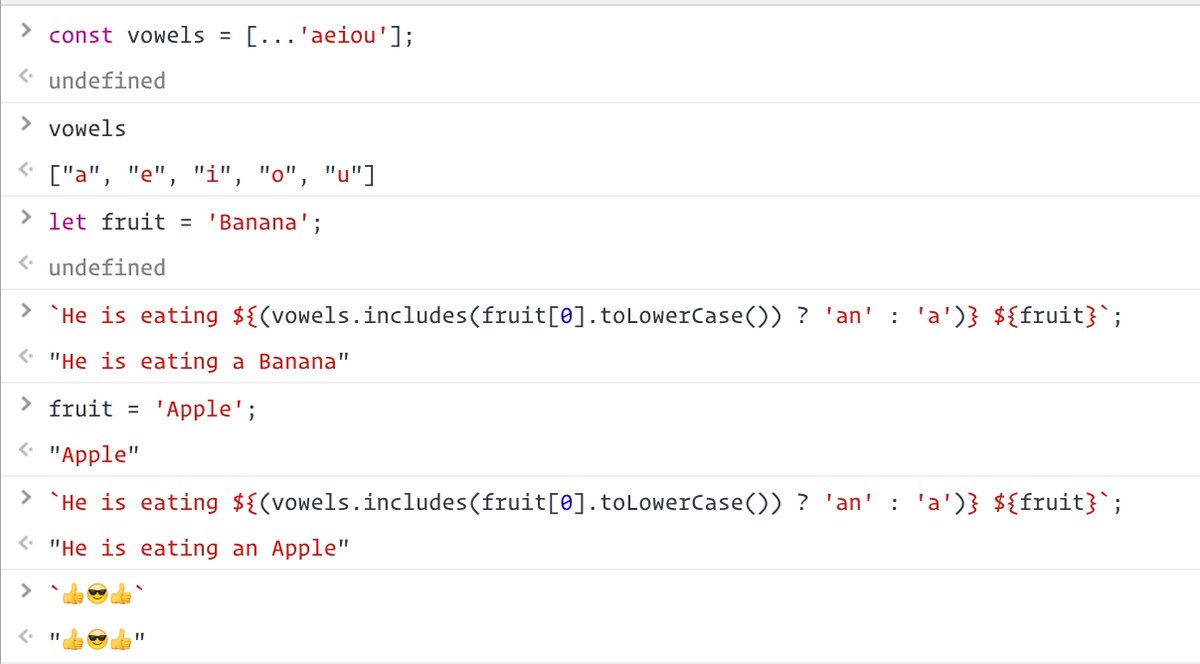 > const vowels = [...'aeiou'];
< undefined
> vowels
< ["a", "e", "i", "o", "u"]
> let fruit = 'Banana';
< undefined
> `He is eating ${(vowels.includes(fruit[0].toLowerCase()) ? 'an' : 'a')} ${fruit}`;
< "He is eating a Banana"
> fruit = 'Apple';
< "Apple"
> `He is eating ${(vowels.includes(fruit[0].toLowerCase()) ? 'an' : 'a')} ${fruit}`;
< "He is eating an Apple"
> `👍😎👍`
< "👍😎👍"